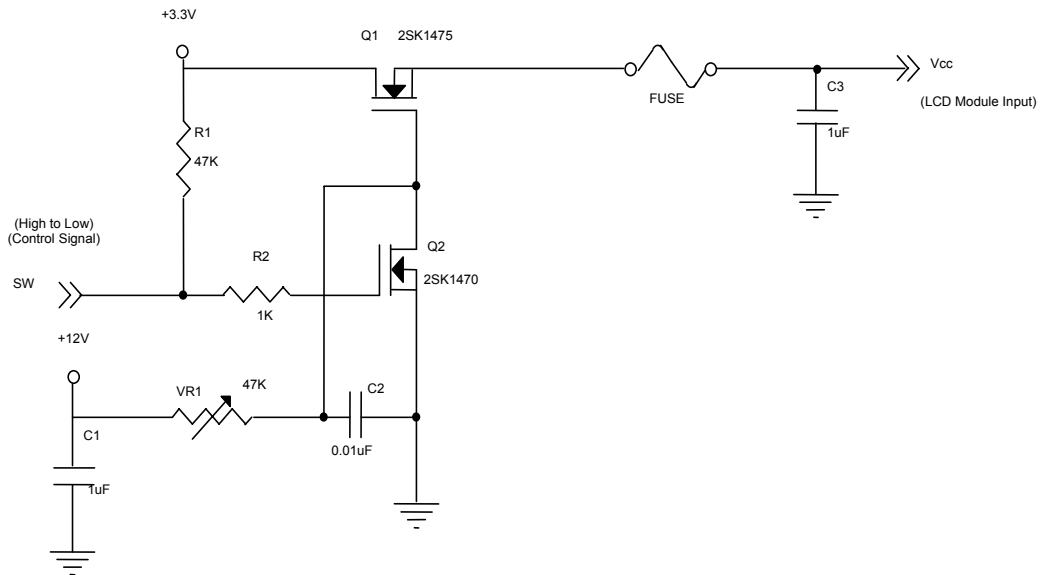 +3.3V
Q1 2SK1475
Vcc
FUSE
C3
(LCD Module Input)
R1
1uF
47K
(High to Low)
(Control Signal)
Q2
R2
SW
2SK1470
1K
+12V
VR1
47K
C2
C1
0.01uF
1uF